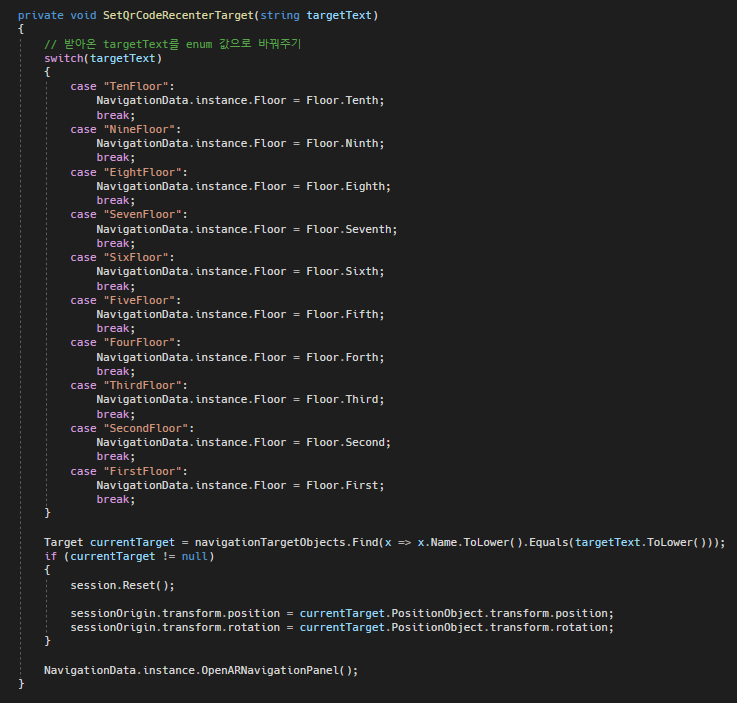 private void SetQrCodeRecenterTarget(string targetText)
{
// 받아온 targetText를 enum 값으로 바꿔주기
switch(targetText)
{
case "TenFloor":
NavigationData.instance.Floor = Floor.Tenth;
break;
case "NineFloor":
NavigationData.instance.Floor = Floor.Ninth;
break;
case "EightFloor":
NavigationData.instance.Floor = Floor.Eighth;
break;
case "SevenFloor":
NavigationData.instance.Floor = Floor.Seventh;
break;
case "SixFloor":
NavigationData.instance.Floor = Floor.Sixth;
break;
case "FiveFloor":
NavigationData.instance.Floor = Floor.Fifth;
break;
case "FourFloor":
NavigationData.instance.Floor = Floor.Forth;
break;
case "ThirdFloor":
NavigationData.instance.Floor = Floor.Third;
break;
case "SecondFloor":
NavigationData.instance.Floor = Floor.Second;
break;
case "FirstFloor":
NavigationData.instance.Floor = Floor.First;
break;
}
Target currentTarget = navigationTargetObjects.Find(x => x.Name.ToLower().Equals(targetText.ToLower()));
if (currentTarget != null)
{
session.Reset();
sessionOrigin.transform.position = currentTarget.PositionObject.transform.position;
sessionOrigin.transform.rotation = currentTarget.PositionObject.transform.rotation;
}
NavigationData.instance.OpenARNavigationPanel();
}